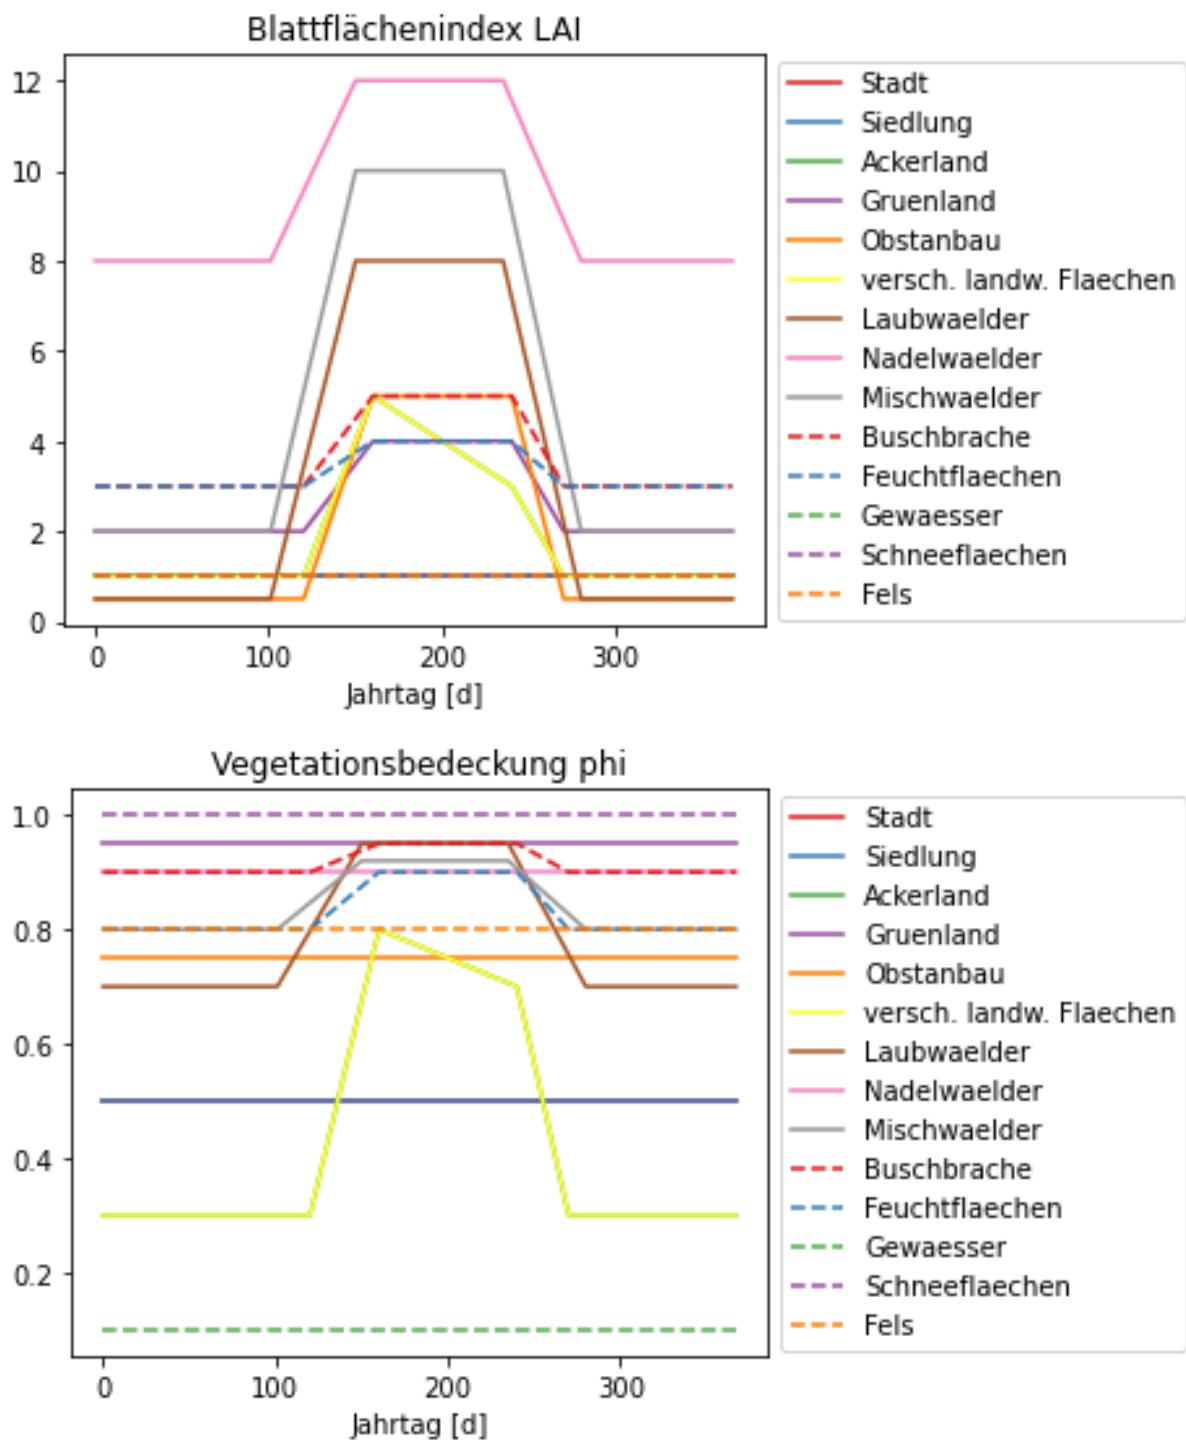 Blattflächenindex LAI
12
10
8
6
4
2
0
0 100 200 300
Jahrtag [d]
Stadt
Siedlung
Ackerland
Gruenland
Obstanbau
versch. landw. Flaechen
Laubwaelder
Nadelwaelder
Mischwaelder
Buschbrache
Feuchtflaechen
Gewaesser
Schneeflaechen
Fels
Vegetationsbedeckung phi
1.0
0.8
0.6
0.4
0.2
0 100 200 300
Jahrtag [d]
Stadt
Siedlung
Ackerland
Gruenland
Obstanbau
versch. landw. Flaechen
Laubwaelder
Nadelwaelder
Mischwaelder
Buschbrache
Feuchtflaechen
Gewaesser
Schneeflaechen
Fels